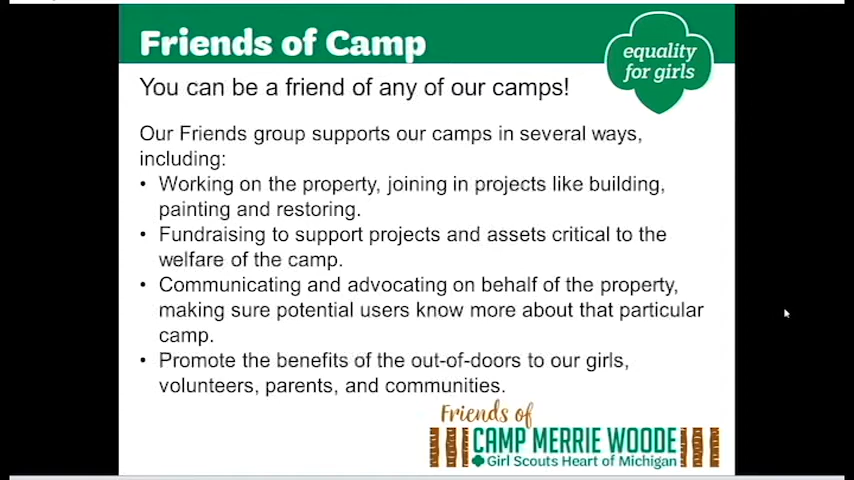 Friends of Camp
equality
for girls
You can be a friend of any of our camps!
Our Friends group supports our camps in several ways,
including:
• Working on the property, joining in projects like building,
painting and restoring.
• Fundraising to support projects and assets critical to the
welfare of the camp.
• Communicating and advocating on behalf of the property,
making sure potential users know more about that particular
camp.
• Promote the benefits of the out-of-doors to our girls,
volunteers, parents, and communities.
Friends of
CAMP MERRIE WOODE
Girl Scouts Heart of Michigan